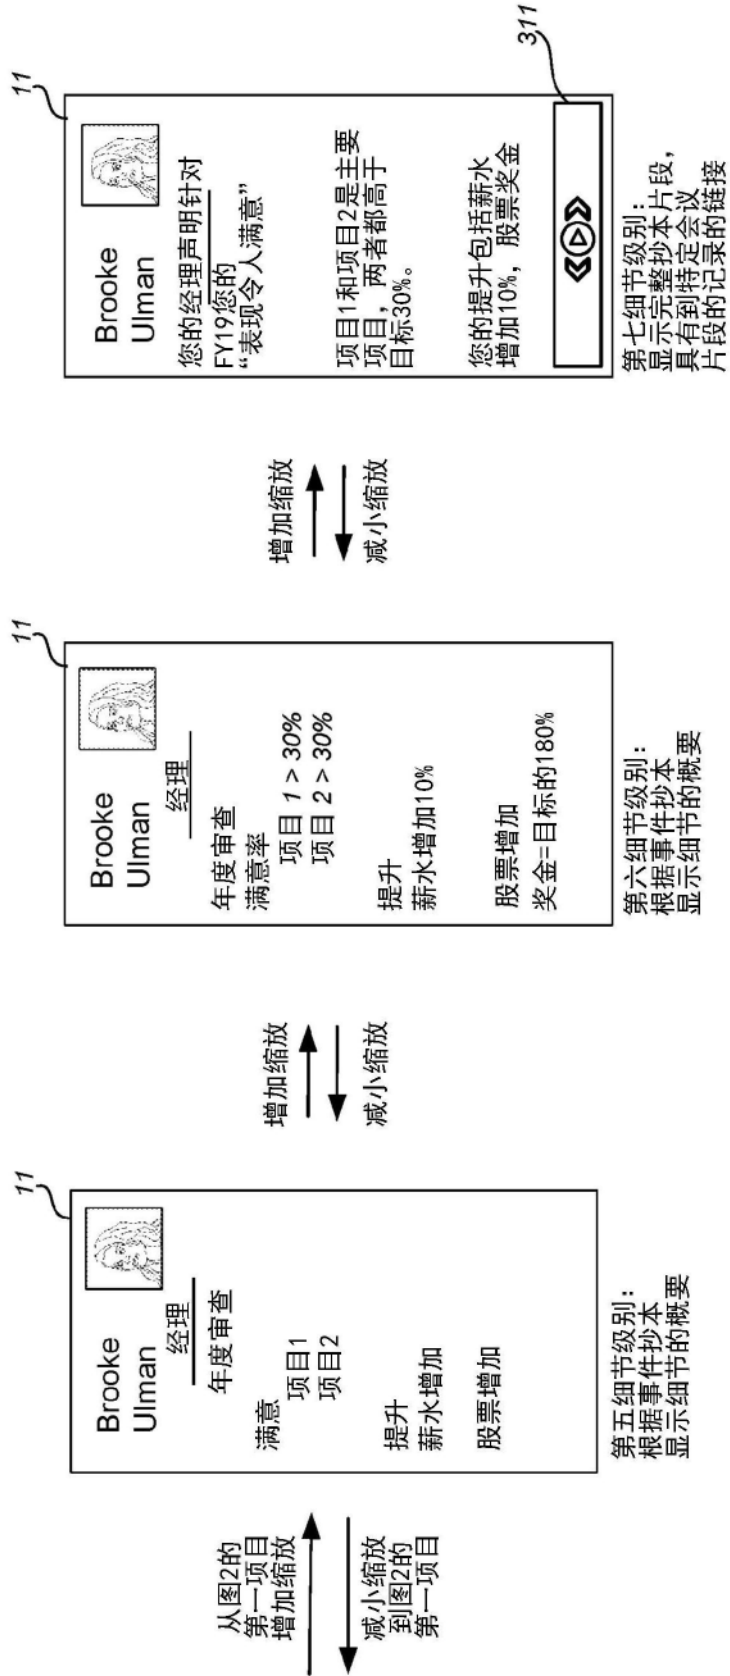 从图2的
第一项目
增加缩放
减小缩放
到图2的
第一项目
11
Brooke
Ulman
经理
年度审查
满意
项目1
项目2
提升
薪水增加
股票增加
第五细节级别：
根据事件抄本
显示细节的概要
增加缩放
减小缩放
11
Brooke
Ulman
经理
年度审查
满意率
项目 1 > 30%
项目 2 > 30%
提升
薪水增加10%
股票增加
奖金=目标的180%
第六细节级别：
根据事件抄本
显示细节的概要
增加缩放
减小缩放
11
Brooke
Ulman
您的经理声明针对
FY19您的
“表现令人满意”
项目1和项目2是主要
项目，两者都高于
目标30%。
您的提升包括薪水
增加10%，股票奖金
311
第七细节级别：
显示完整抄本片段，
具有到特定会议
片段的记录的链接